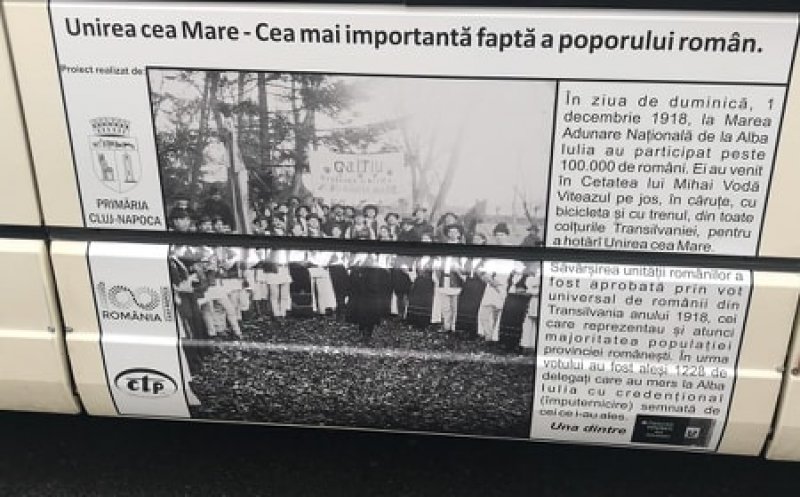 Unirea cea Mare - Cea mai importantă faptă a poporului român.
Proiect realizat de:
PRIMĂRIA
CLUJ-NAPOCA
ROMÂNIA
ctp
GALTIU
În ziua de duminică, 1
decembrie 1918, la Marea
Adunare Națională de la Alba
Iulia au participat peste
100.000 de români. Ei au venit
în Cetatea lui Mihai Vodă
Viteazul pe jos, în căruțe, cu
bicicleta și cu trenul, din toate
colțurile Transilvaniei, pentru
a hotărî Unirea cea Mare.
Săvârșirea unității românilor a
fost aprobată prin vot
universal de românii din
Transilvania anului 1918, cei
care reprezentau și atunci
majoritatea populației
provinciei românești. În urma
votului au fost aleși 1228 de
delegați care au mers la Alba
Iulia cu credențional
(împuternicire) semnată de
cei ce i-au ales.
Una dintre